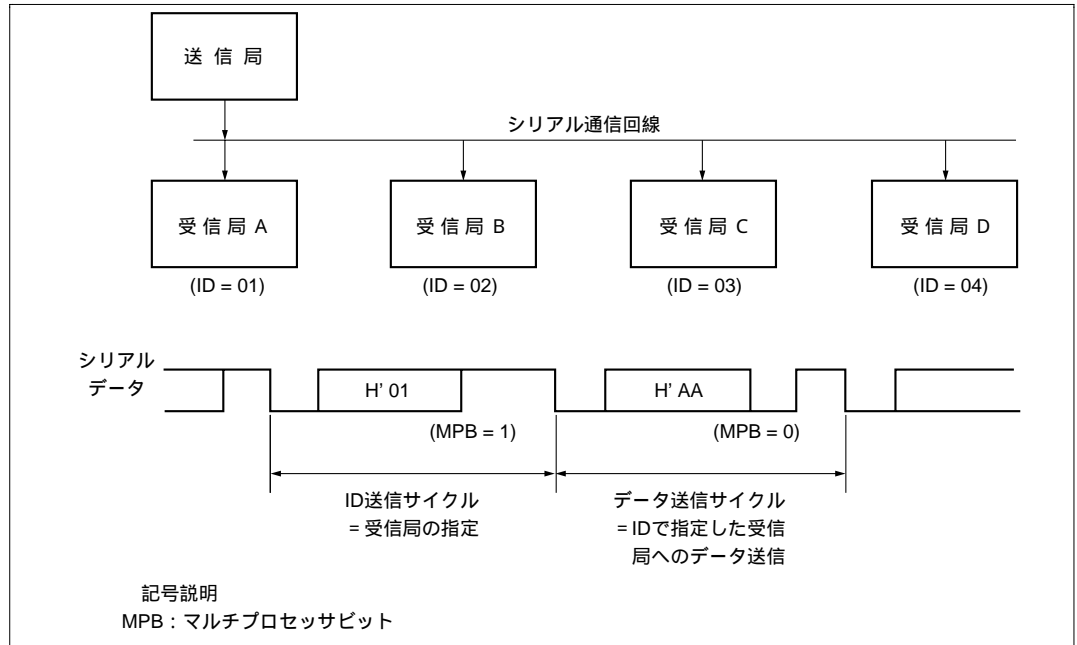 送信局
シリアル通信回線
受信局A
受信局B
受信局C
受信局D
(ID = 01)
(ID = 02)
(ID = 03)
(ID = 04)
シリアル
データ
H' 01
H' AA
(MPB = 1)
(MPB = 0)
ID送信サイクル
= 受信局の指定
データ送信サイクル
= IDで指定した受信
局へのデータ送信
記号説明
MPB：マルチプロセッサビット